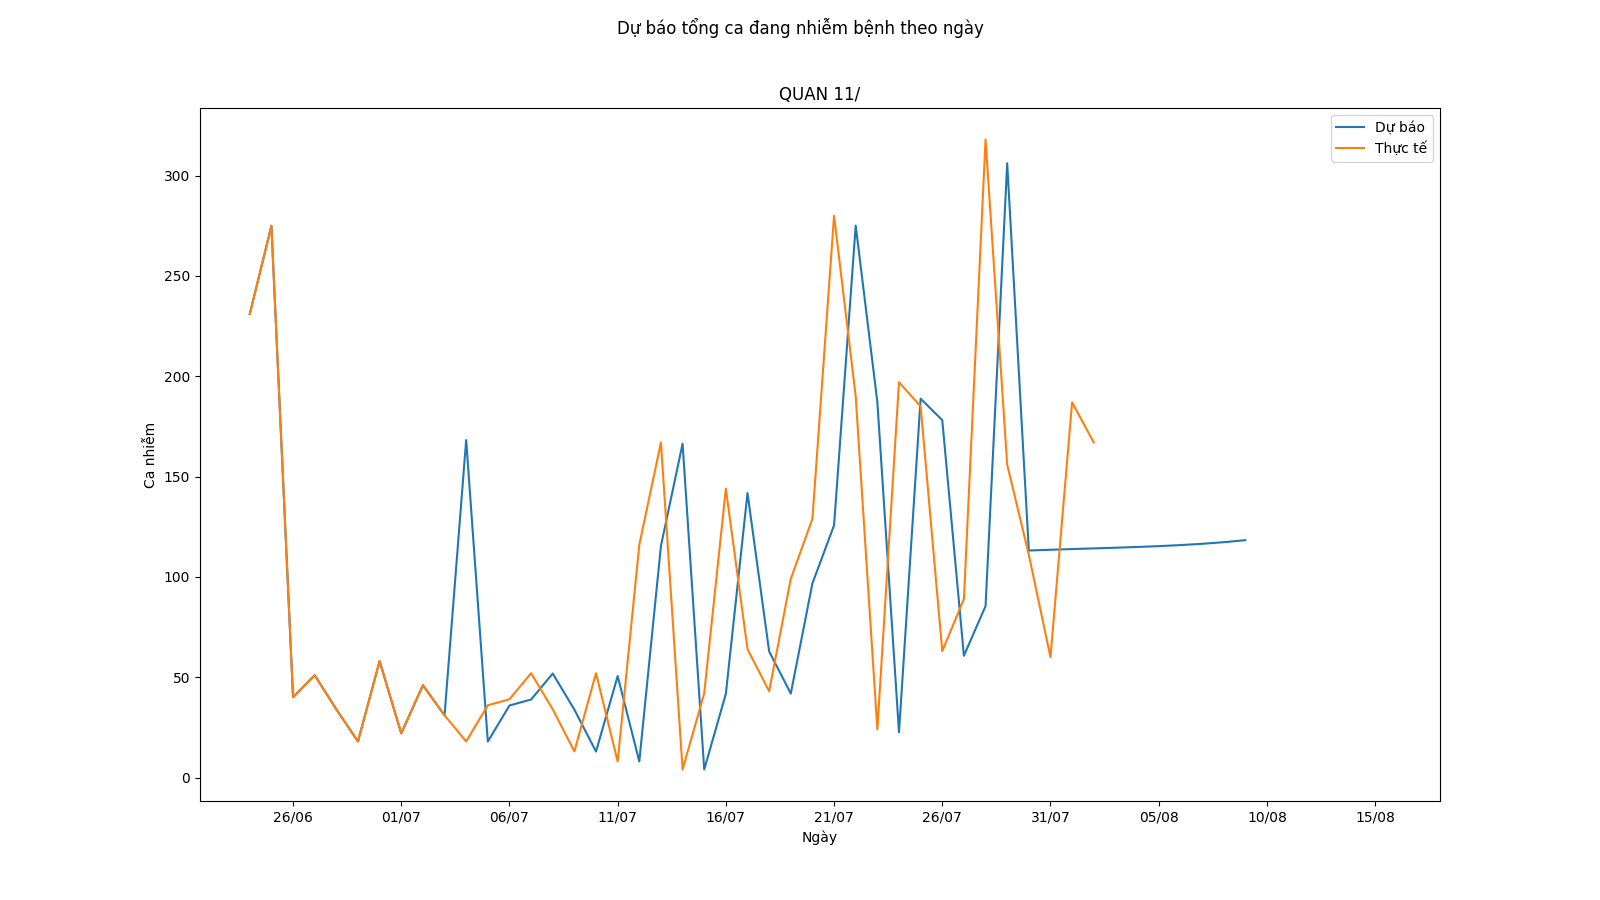 Dự báo tổng ca đang nhiễm bệnh theo ngày
QUAN 11/
Dự báo
Thực tế
Ca nhiễm
300
250
200
150
100
50
0
26/06 01/07 06/07 11/07 16/07 21/07 26/07 31/07 05/08 10/08 15/08
Ngày